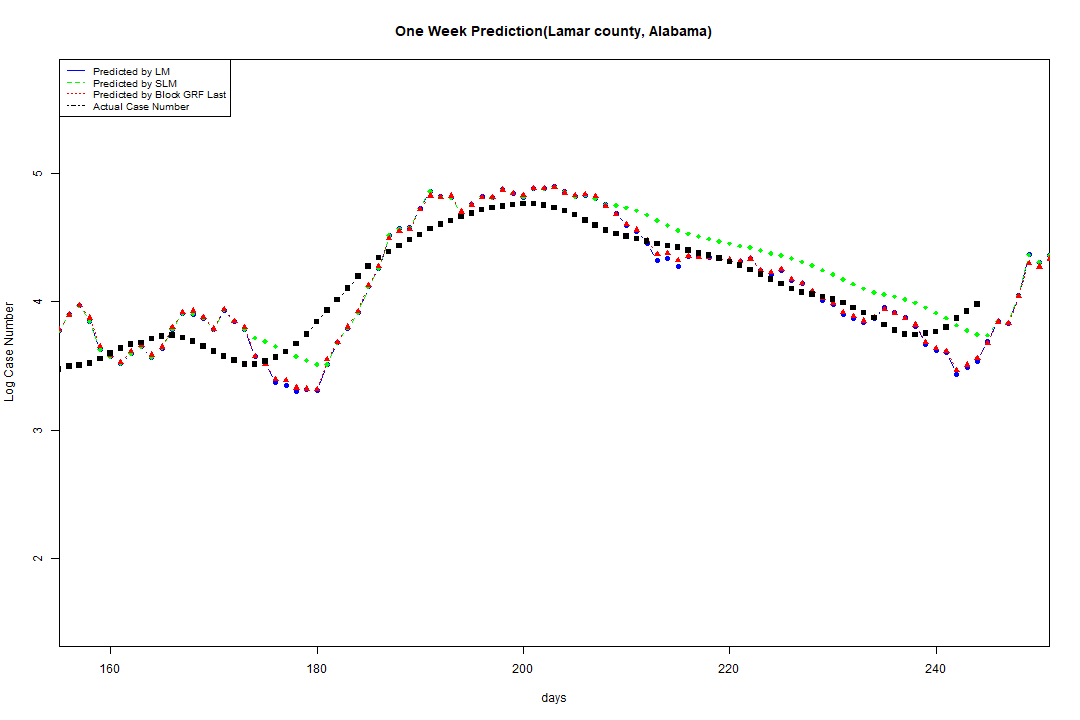 One Week Prediction(Lamar county, Alabama)
Predicted by LM
Predicted by SLM
Predicted by Block GRF Last
Actual Case Number
5
4
3
2
Log Case Number
160 180 200 220 240
days